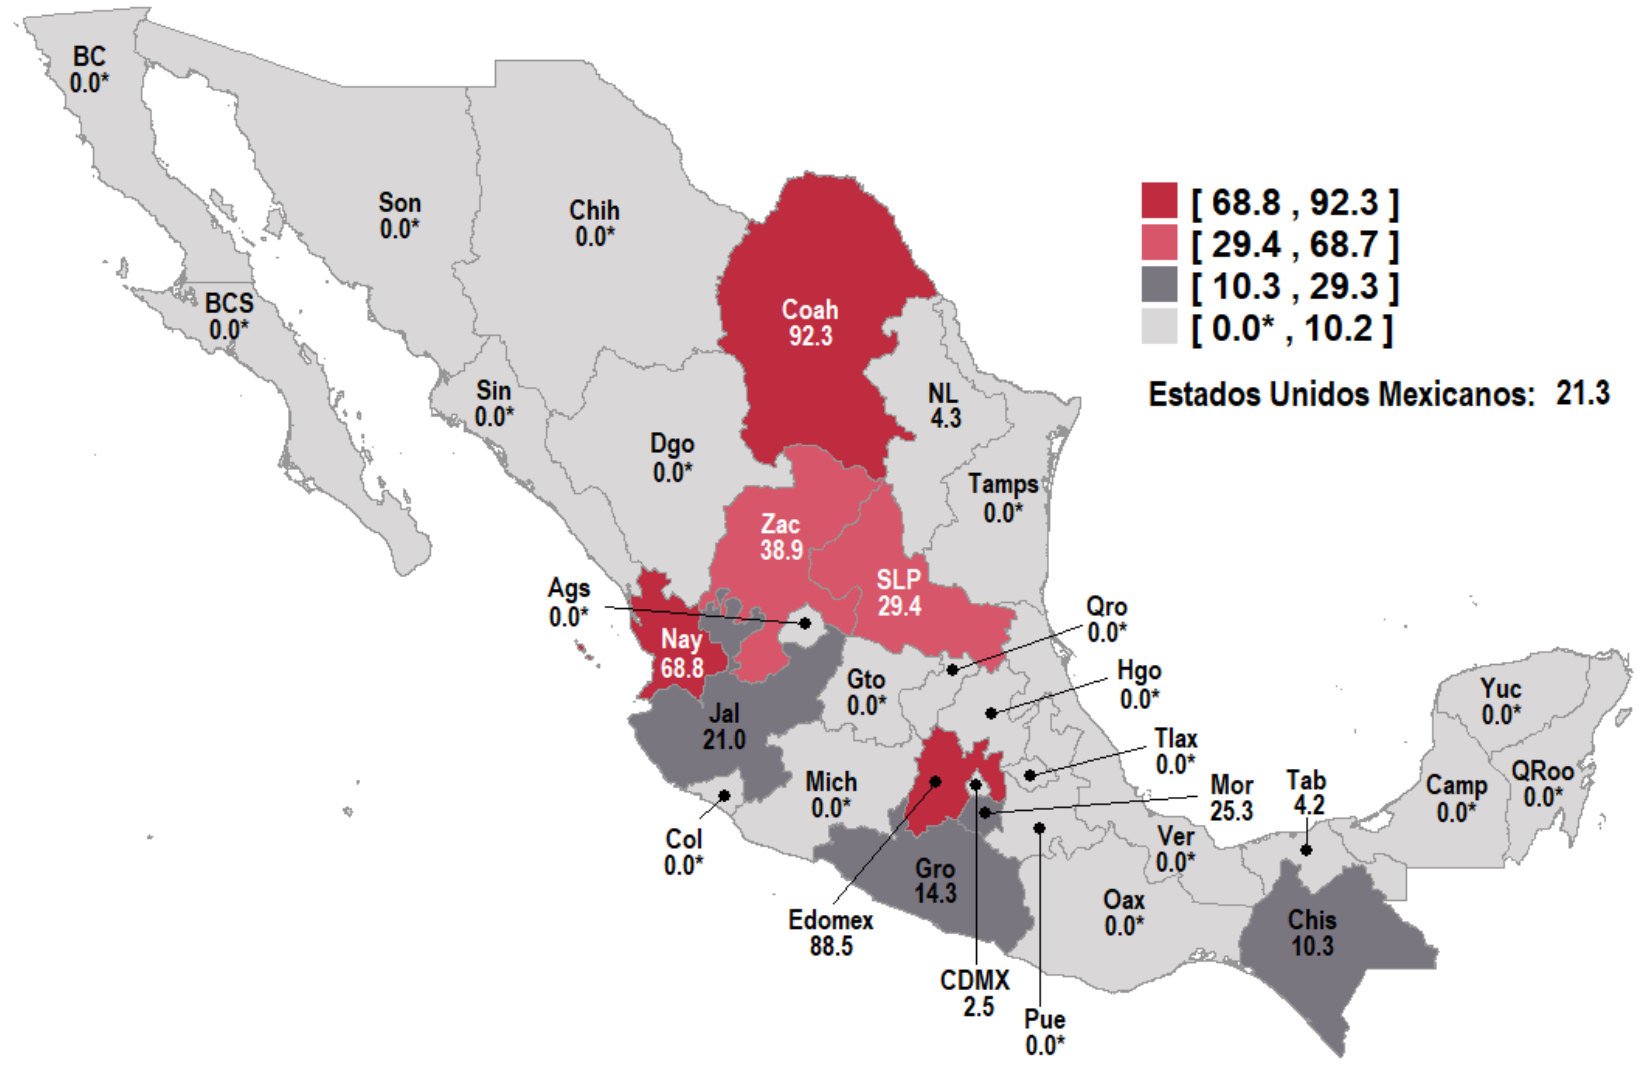 BC
0.0*
Son
0.0*
Chih
0.0*
BCS
0.0*
Sin
0.0*
Dgo
0.0*
Coah
92.3
NL
4.3
Tamps
0.0*
Zac
38.9
SLP
29.4
Ags
0.0*
Nay
68.8
Jal
21.0
Gto
0.0*
Qro
0.0*
Hgo
0.0*
Tlax
0.0*
Mor
25.3
Tab
4.2
Mich
0.0*
Col
0.0*
Gro
14.3
Edomex
88.5
CDMX
2.5
Pue
0.0*
Ver
0.0*
Oax
0.0*
Chis
10.3
Camp
0.0*
Yuc
0.0*
QRoo
0.0*
[ 68.8 , 92.3 ]
[ 29.4 , 68.7 ]
[ 10.3 , 29.3 ]
[ 0.0* , 10.2 ]
Estados Unidos Mexicanos: 21.3